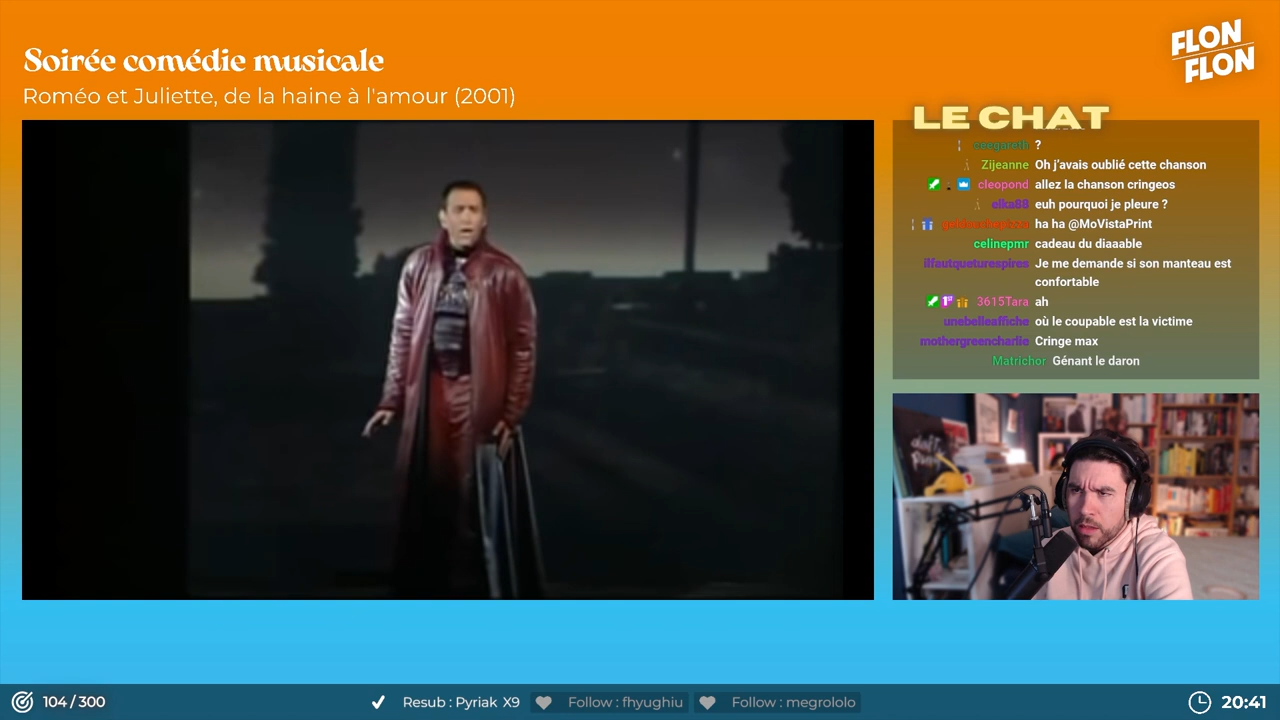 Soirée comédie musicale
Roméo et Juliette, de la haine à l'amour (2001)
FLON
FLON
LE CHAT
ceegareth ?
Zijeanne Oh j'avais oublié cette chanson
cleopond allez la chanson cringeos
elka88 euh pourquoi je pleure ?
ha ha @MoVistaPrint
celinepmr cadeau du diaaable
ilfautqueturespires Je me demande si son manteau est
confortable
3615Tara ah
unebelleaffiche où le coupable est la victime
mothergreencharlie Cringe max
Matrichor Génant le daron
104 / 300
Resub : Pyriak X9
Follow : fhyughiu
Follow : megrololo
20:41